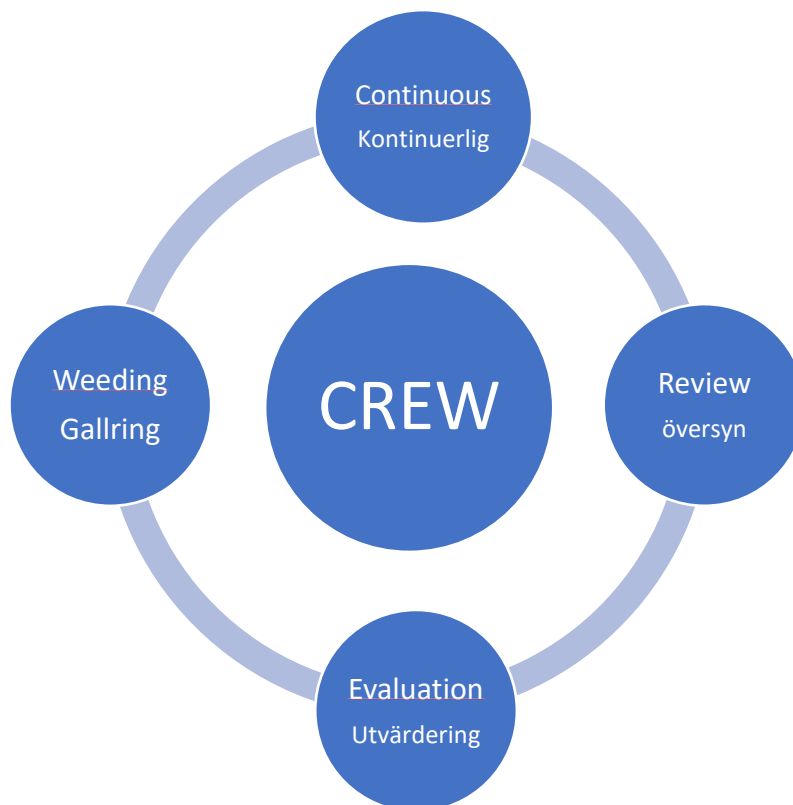 Continuous
Kontinuerlig
Weeding
Gallring
CREW
Review
översyn
Evaluation
Utvärdering